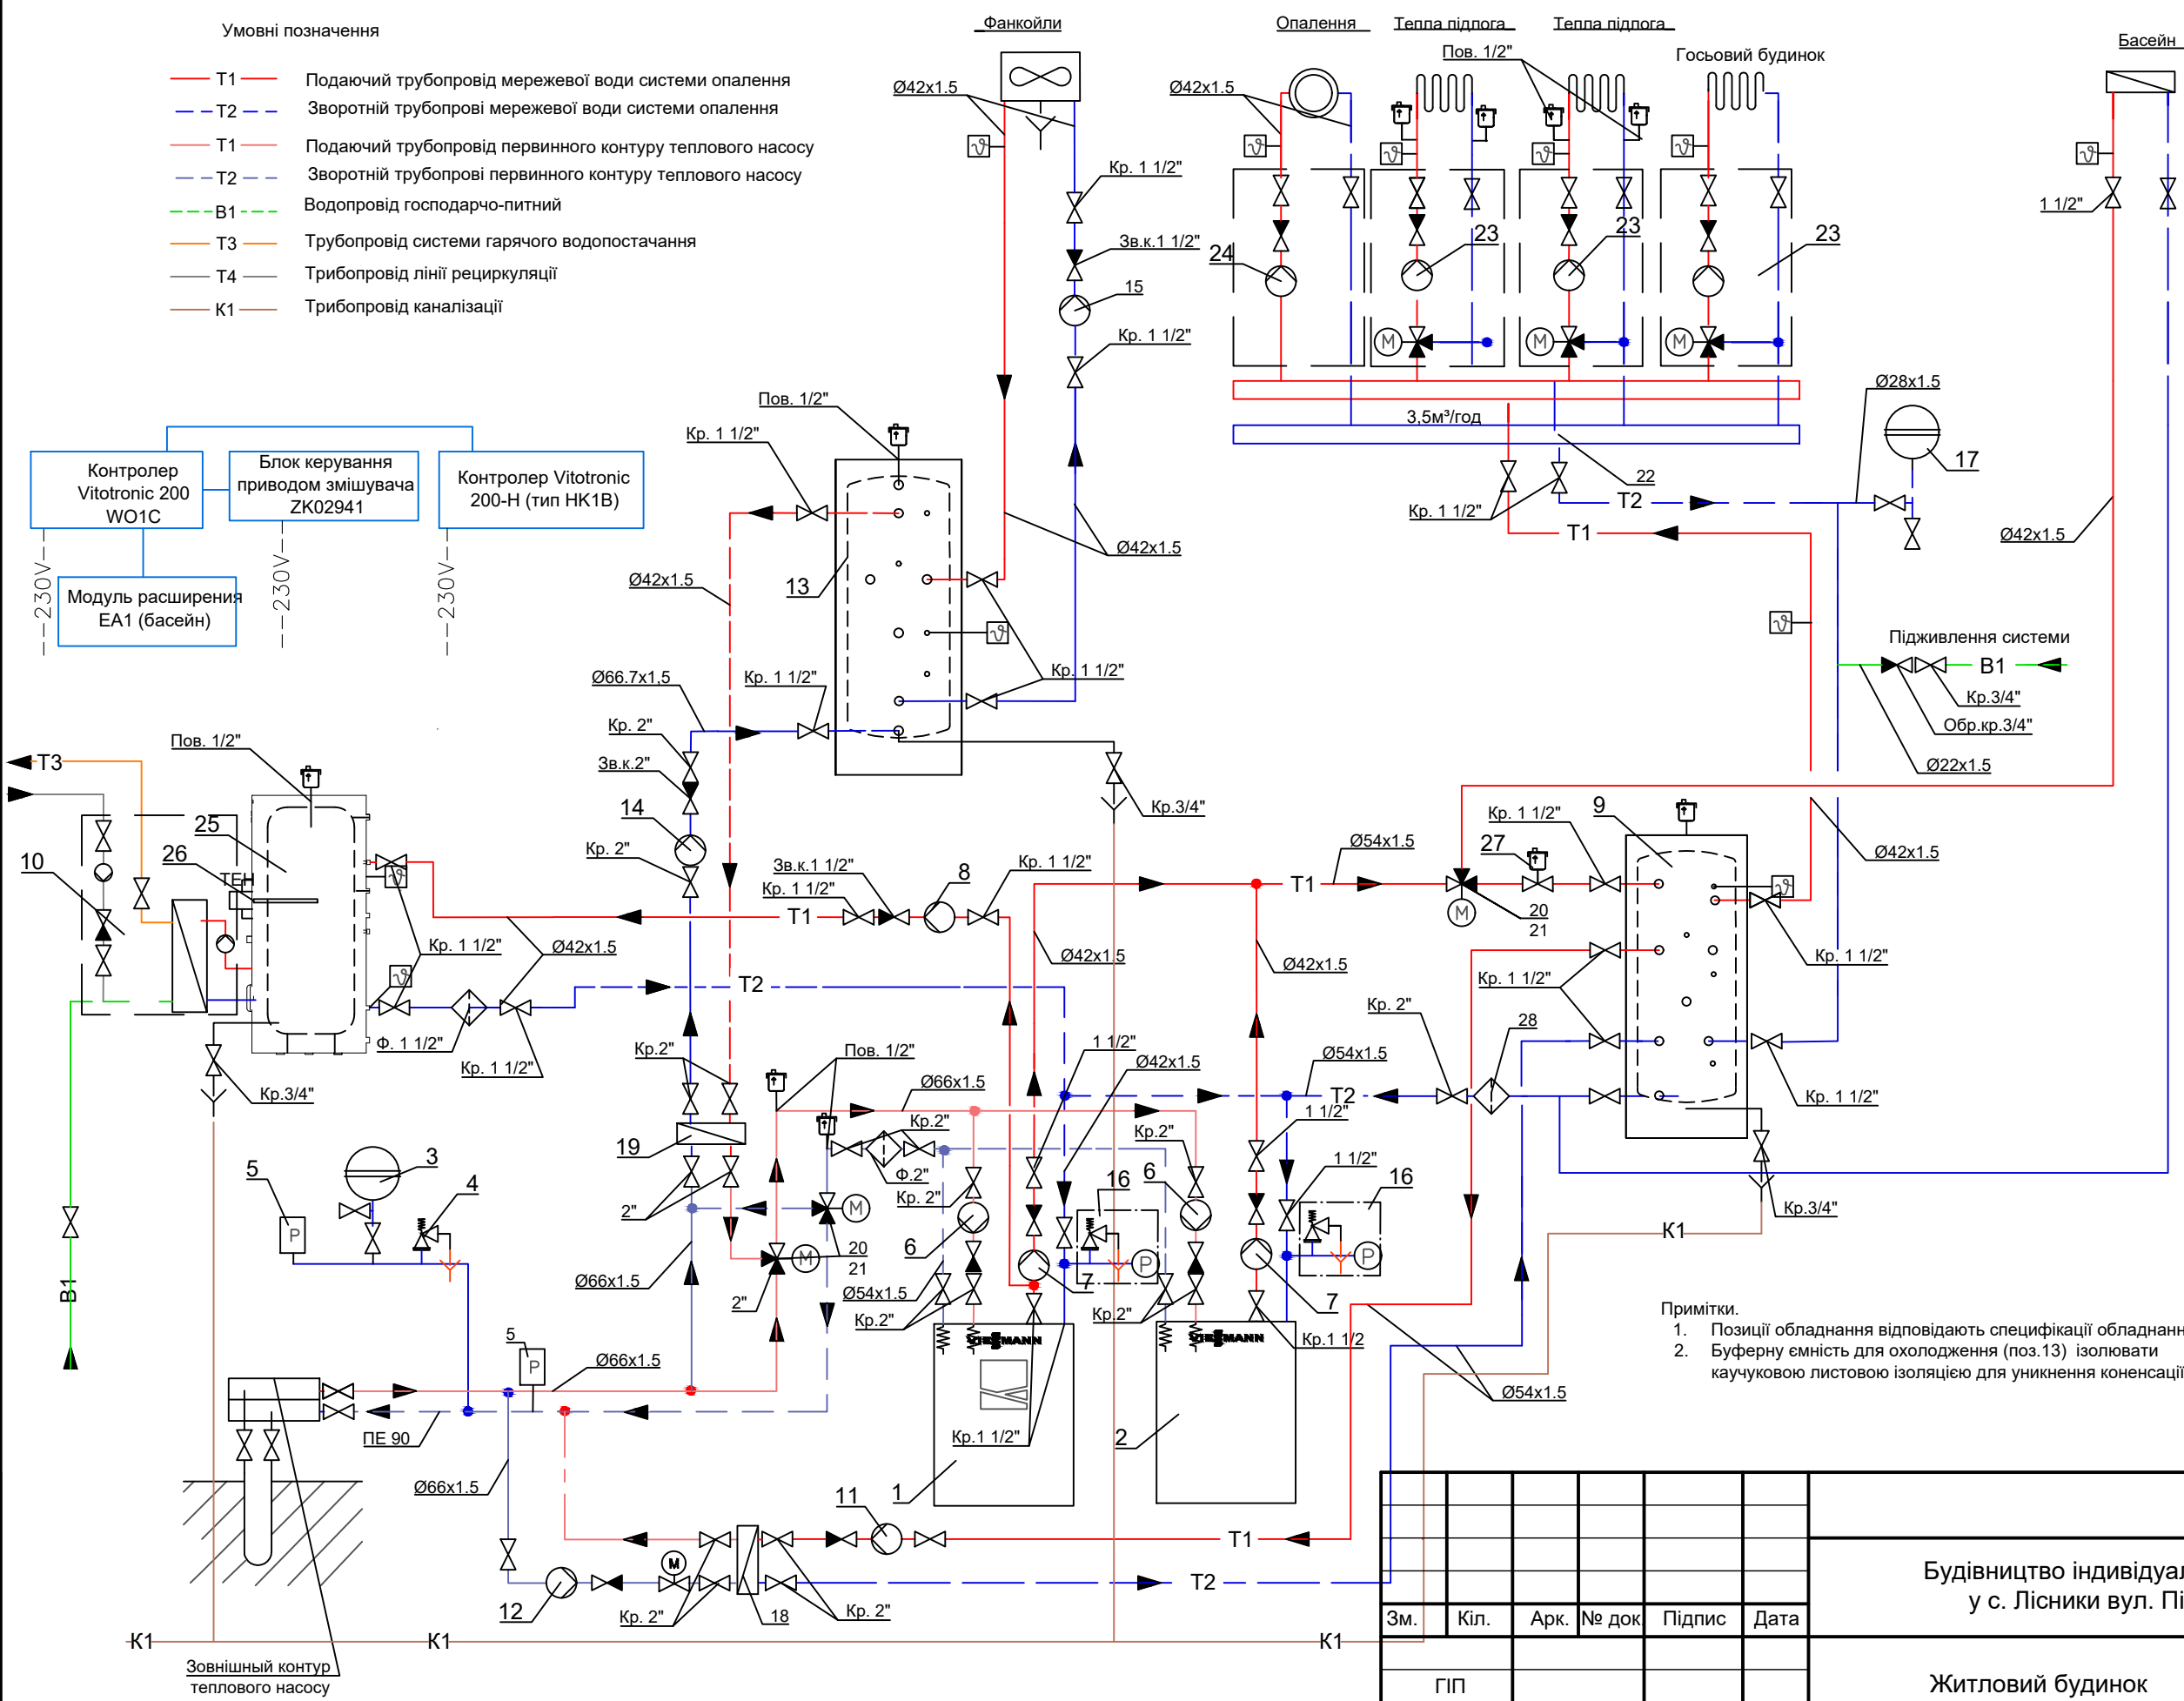 Умовні позначення
Т1 Подаючий трубопровід мережевої води системи опалення
Т2 Зворотній трубопрові мережевої води системи опалення
Т1 Подаючий трубопровід первинного контуру теплового насосу
Т2 Зворотній трубопрові первинного контуру теплового насосу
В1 Водопровід господарчо-питний
Т3 Трубопровід системи гарячого водопостачання
Т4 Трибопровід лінії рециркуляції
К1 Трибопровід каналізації
Фанкойли
Опалення
Тепла підлога
Тепла підлога
Госьовий будинок
Басейн
Пов. 1/2"
Ø42x1.5
Ø42x1.5
Кр. 1 1/2"
1 1/2"
Зв.к.1 1/2"
24
23
23
23
15
М
М
М
Кр. 1 1/2"
3,5м³/год
Ø28x1.5
17
22
Кр. 1 1/2"
Т2
Т1
Ø42x1.5
Ø42x1.5
Пов. 1/2"
Кр. 1 1/2"
13
Ø42x1.5
Контролер
Vitotronic 200
WO1C
Блок керування
приводом змішувача
ZK02941
Контролер Vitotronic
200-H (тип HK1B)
230V
230V
230V
Модуль расширения
EA1 (басейн)
Підживлення системи
В1
Кр.3/4"
Обр.кр.3/4"
Ø22x1.5
Ø66.7x1,5
Кр. 1 1/2"
Кр. 1 1/2"
Кр. 2"
Зв.к.2"
14
Кр. 2"
Кр.3/4"
Т3
Пов. 1/2"
25
26
ТЕН
10
Кр. 1 1/2"
Ø42x1.5
Ф. 1 1/2"
Кр. 1 1/2"
Кр.3/4"
Зв.к.1 1/2"
Кр. 1 1/2"
8
Кр. 1 1/2"
Т1
Т2
Ø42x1.5
Ø54x1.5
Т1
Ø42x1.5
Кр. 1 1/2"
27
9
20
21
М
Ø42x1.5
Кр. 1 1/2"
Кр. 1 1/2"
Кр. 2"
28
Кр. 1 1/2"
Кр.3/4"
Кр.2"
Пов. 1/2"
Ø66x1.5
1 1/2"
Ø42x1.5
Ø54x1.5
Т2
1 1/2"
1 1/2"
19
Кр.2"
Ф.2"
Кр. 2"
Кр.2"
6
16
16
6
2"
М
М
20
21
2"
Ø66x1.5
Ø54x1.5
Кр.2"
Кр.2"
7
7
Р
Р
Кр.1 1/2
5
3
4
Р
В1
5
Р
Ø66x1.5
ПЕ 90
Ø66x1.5
VIESMANN
VIESMANN
Кр.1 1/2"
1
2
К1
Ø54x1.5
Примітки.
1. Позиції обладнання відповідають специфікації обладнанн
2. Буферну ємність для охолодження (поз.13) ізолювати
каучуковою листовою ізоляцією для уникнення коненсації
11
Т1
М
Т2
12
Кр. 2"
18
Кр. 2"
К1
К1
К1
Зовнішный контур
теплового насосу
Зм. Кіл. Арк. № док Підпис Дата
ГІП
Будівництво індивідуал
у с. Лісники вул. Пі
Житловий будинок